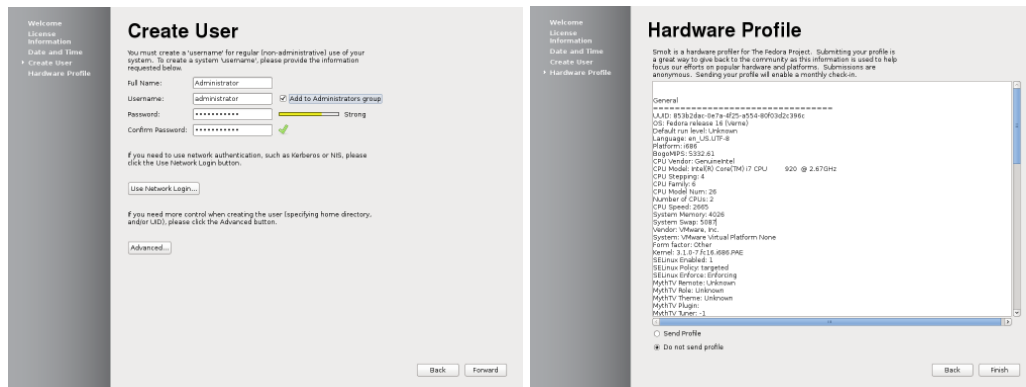 Welcome
License
Information
Date and Time
Create User
Hardware Profile
Create User
You must create a 'username' for regular (non-administrative) use of your
system. To create a system 'username', please provide the information
requested below.
Full Name: Administrator
Username: administrator Add to Administrators group
Password: ••••••••••• Strong
Confirm Password: •••••••••••
If you need to use network authentication, such as Kerberos or NIS, please
click the Use Network Login button.
Use Network Login...
If you need more control when creating the user (specifying home directory,
and/or UID), please click the Advanced button.
Advanced...
Back Forward
Welcome
License
Information
Date and Time
Create User
Hardware Profile
Hardware Profile
Smolt is a hardware profiler for The Fedora Project. Submitting your profile is
a great way to give back to the community as this information is used to help
focus our efforts on popular hardware and platforms. Submissions are
anonymous. Sending your profile will enable a monthly check-in.
General
=================================
UUID: 853b2dac-0e7a-4f25-a554-80f03d2c396c
OS: Fedora release 16 (Verne)
Default run level: Unknown
Language: en_US.UTF-8
Platform: i686
BogoMIPS: 5332.61
CPU Vendor: GenuineIntel
CPU Model: Intel(R) Core(TM) i7 CPU 920 @ 2.67GHz
CPU Stepping: 4
CPU Family: 6
CPU Model Num: 26
Number of CPUs: 2
CPU Speed: 2665
System Memory: 4026
System Swap: 5087
Vendor: VMware, Inc.
System: VMware Virtual Platform None
Form factor: Other
Kernel: 3.1.0-7.fc16.i686.PAE
SELinux Enabled: 1
SELinux Policy: targeted
SELinux Enforce: Enforcing
MythTV Remote: Unknown
MythTV Role: Unknown
MythTV Theme: Unknown
MythTV Plugin:
MythTV Tuner: -1
Send Profile
Do not send profile
Back Finish